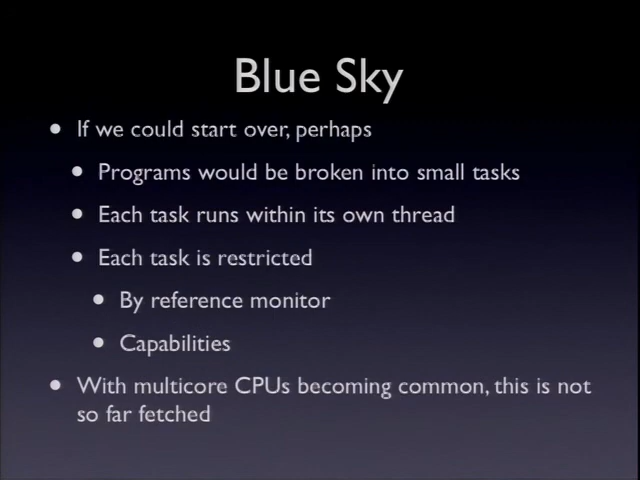 Blue Sky
• If we could start over, perhaps
• Programs would be broken into small tasks
• Each task runs within its own thread
• Each task is restricted
• By reference monitor
• Capabilities
• With multicore CPUs becoming common, this is not
so far fetched